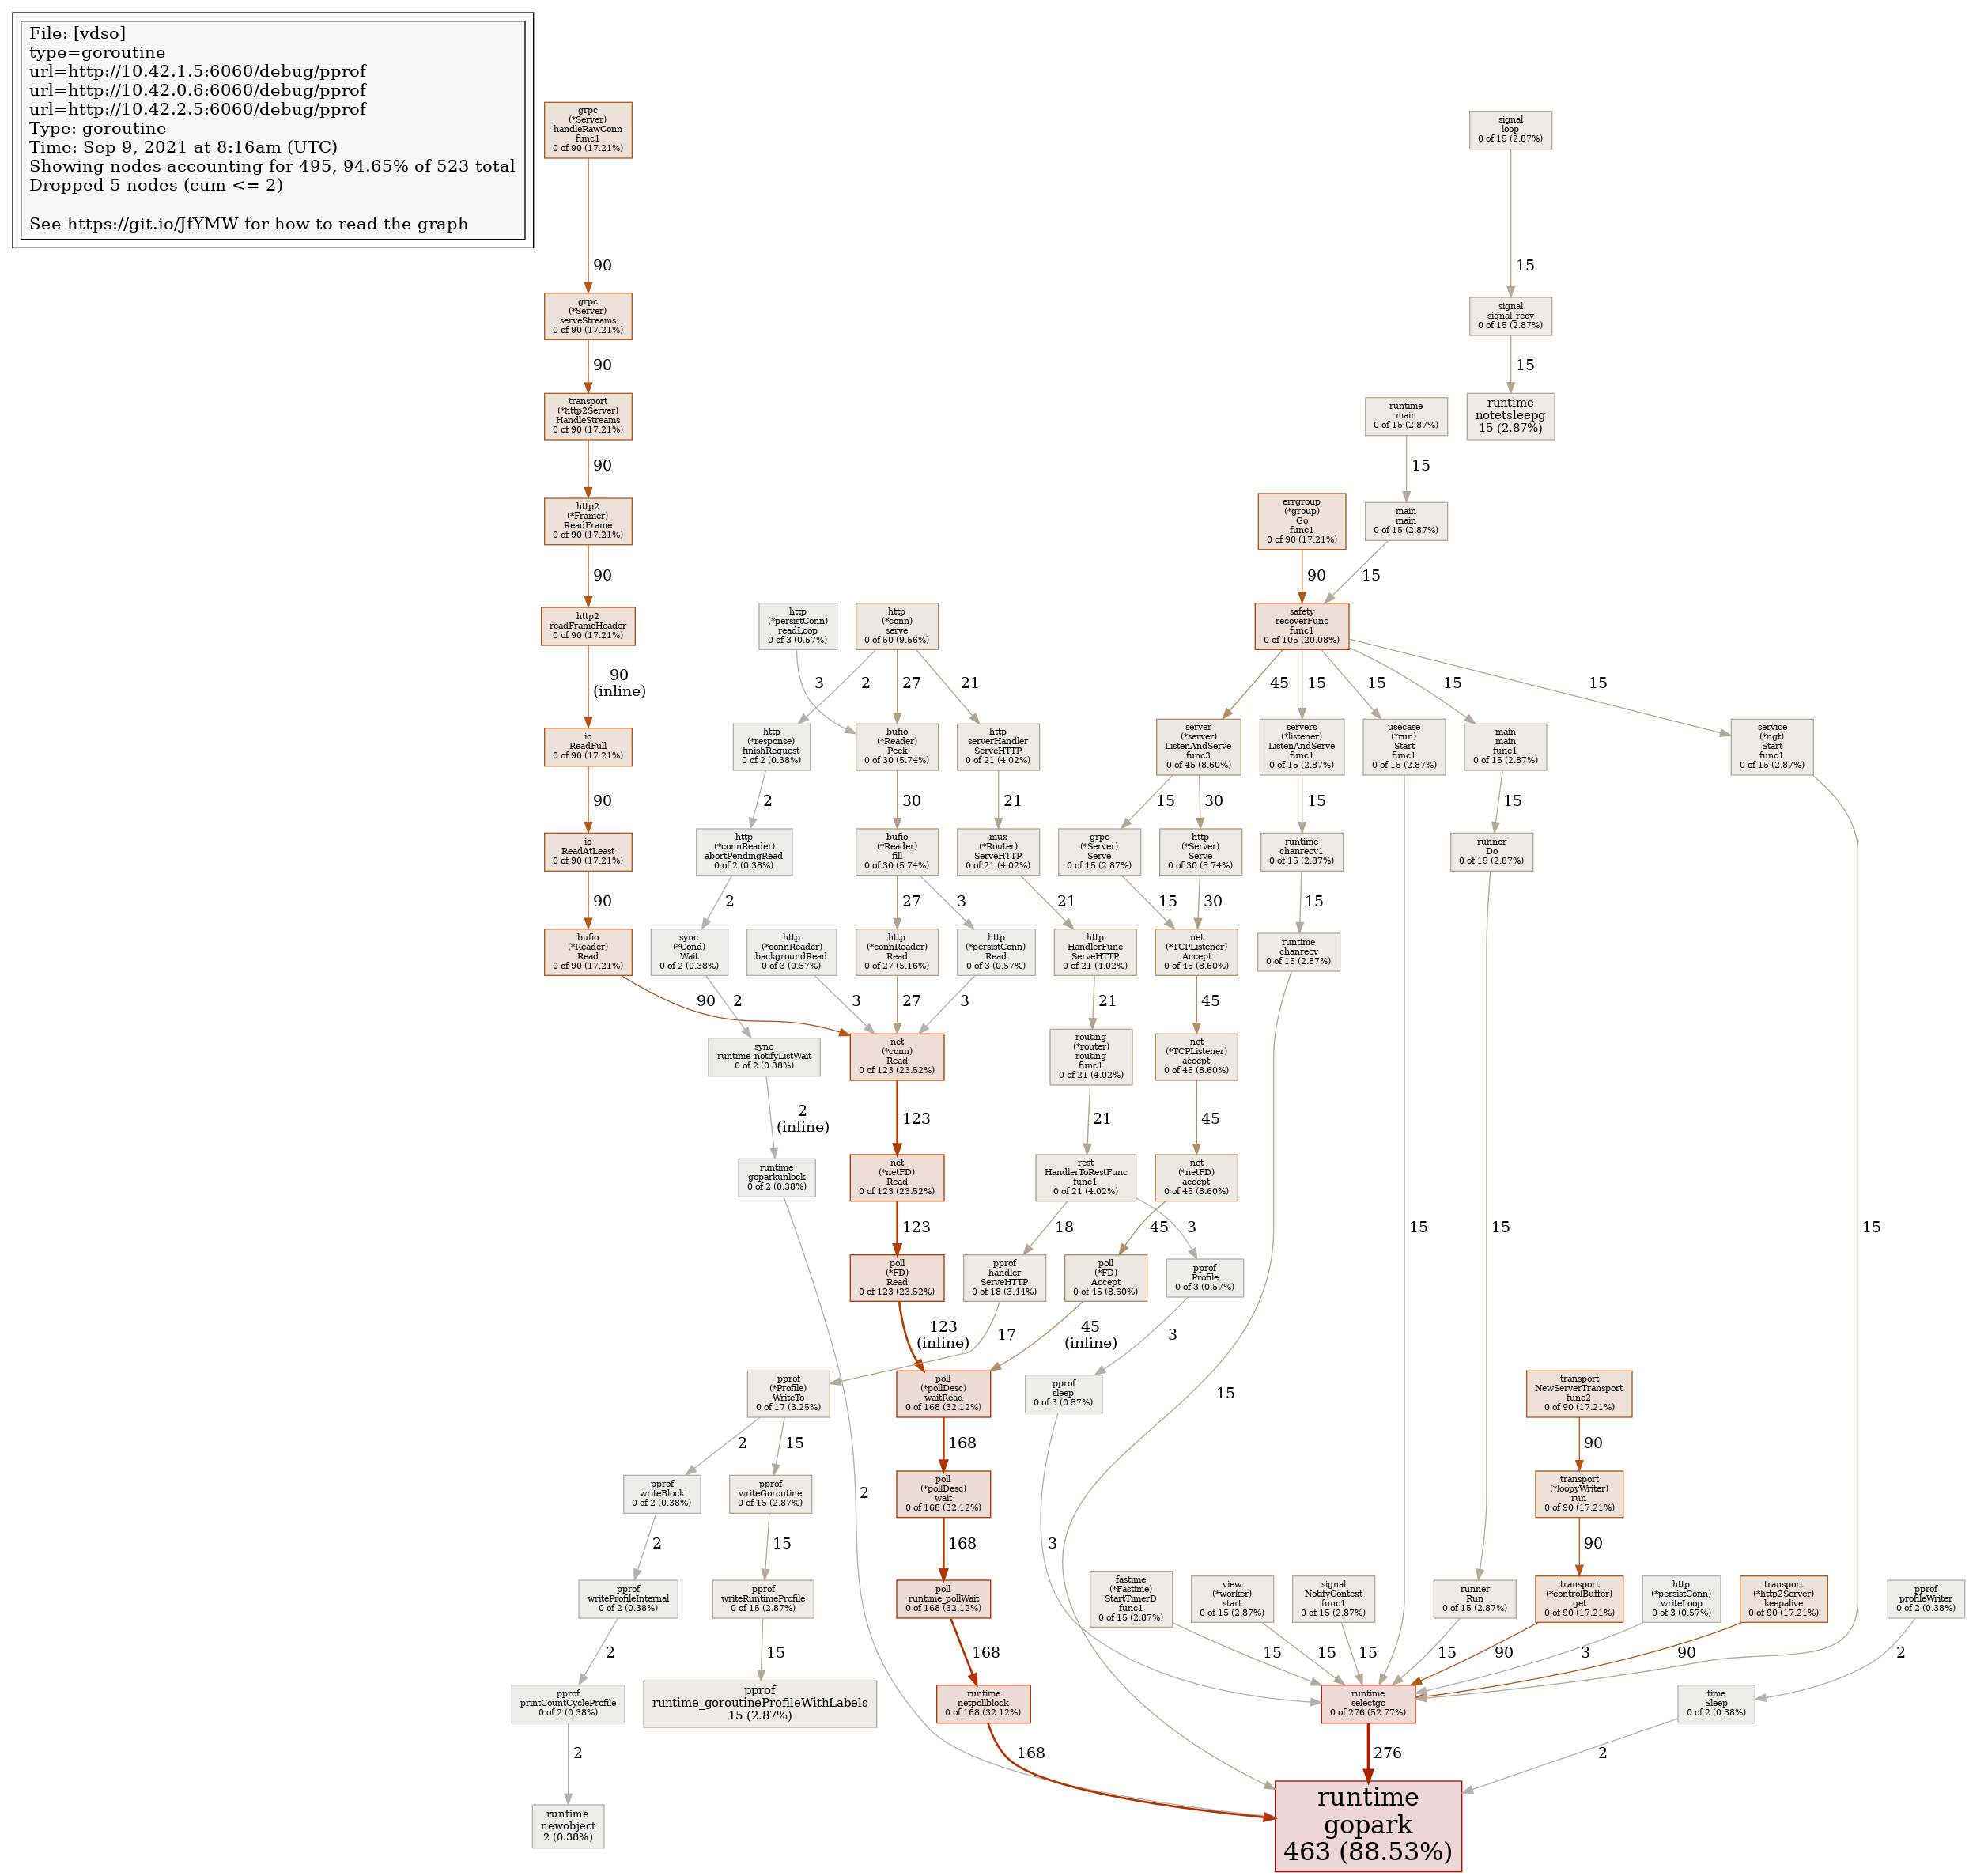 File: [vdso]
type=goroutine
url=http://10.42.1.5:6060/debug/pprof
url=http://10.42.0.6:6060/debug/pprof
url=http://10.42.2.5:6060/debug/pprof
Type: goroutine
Time: Sep 9, 2021 at 8:16am (UTC)
Showing nodes accounting for 495, 94.65% of 523 total
Dropped 5 nodes (cum <= 2)
See https://git.io/JfYMW for how to read the graph
grpc
(*Server)
handleRawConn
func1
0 of 90 (17.21%)
signal
loop
0 of 15 (2.87%)
90
15
grpc
(*Server)
serveStreams
0 of 90 (17.21%)
signal
signal_recv
0 of 15 (2.87%)
90
15
transport
(*http2Server)
HandleStreams
0 of 90 (17.21%)
runtime
main
0 of 15 (2.87%)
runtime
notetsleepg
15 (2.87%)
90
15
http2
(*Framer)
ReadFrame
0 of 90 (17.21%)
errgroup
(*group)
Go
func1
0 of 90 (17.21%)
main
main
0 of 15 (2.87%)
90
90
15
http2
readFrameHeader
0 of 90 (17.21%)
http
(*persistConn)
readLoop
0 of 3 (0.57%)
http
(*conn)
serve
0 of 50 (9.56%)
safety
recoverFunc
func1
0 of 105 (20.08%)
90
(inline)
3
2
27
21
45
15
15
15
15
io
ReadFull
0 of 90 (17.21%)
http
(*response)
finishRequest
0 of 2 (0.38%)
bufio
(*Reader)
Peek
0 of 30 (5.74%)
http
serverHandler
ServeHTTP
0 of 21 (4.02%)
server
(*server)
ListenAndServe
func3
0 of 45 (8.60%)
servers
(*listener)
ListenAndServe
func1
0 of 15 (2.87%)
usecase
(*run)
Start
func1
0 of 15 (2.87%)
main
main
func1
0 of 15 (2.87%)
service
(*ngt)
Start
func1
0 of 15 (2.87%)
90
2
30
21
15
30
15
15
io
ReadAtLeast
0 of 90 (17.21%)
http
(*connReader)
abortPendingRead
0 of 2 (0.38%)
bufio
(*Reader)
fill
0 of 30 (5.74%)
mux
(*Router)
ServeHTTP
0 of 21 (4.02%)
grpc
(*Server)
Serve
0 of 15 (2.87%)
http
(*Server)
Serve
0 of 30 (5.74%)
runtime
chanrecv1
0 of 15 (2.87%)
runner
Do
0 of 15 (2.87%)
90
2
27
3
21
15
30
15
bufio
(*Reader)
Read
0 of 90 (17.21%)
sync
(*Cond)
Wait
0 of 2 (0.38%)
http
(*connReader)
backgroundRead
0 of 3 (0.57%)
http
(*connReader)
Read
0 of 27 (5.16%)
http
(*persistConn)
Read
0 of 3 (0.57%)
http
HandlerFunc
ServeHTTP
0 of 21 (4.02%)
net
(*TCPListener)
Accept
0 of 45 (8.60%)
runtime
chanrecv
0 of 15 (2.87%)
90
2
3
27
3
21
45
sync
runtime_notifyListWait
0 of 2 (0.38%)
net
(*conn)
Read
0 of 123 (23.52%)
routing
(*router)
routing
func1
0 of 21 (4.02%)
net
(*TCPListener)
accept
0 of 45 (8.60%)
2
(inline)
123
21
45
runtime
goparkunlock
0 of 2 (0.38%)
net
(*netFD)
Read
0 of 123 (23.52%)
rest
HandlerToRestFunc
func1
0 of 21 (4.02%)
net
(*netFD)
accept
0 of 45 (8.60%)
123
18
45
3
15
15
15
poll
(*FD)
Read
0 of 123 (23.52%)
pprof
handler
ServeHTTP
0 of 18 (3.44%)
poll
(*FD)
Accept
0 of 45 (8.60%)
pprof
Profile
0 of 3 (0.57%)
123
(inline)
17
45
(inline)
3
pprof
(*Profile)
WriteTo
0 of 17 (3.25%)
poll
(*pollDesc)
waitRead
0 of 168 (32.12%)
pprof
sleep
0 of 3 (0.57%)
15
transport
NewServerTransport
func2
0 of 90 (17.21%)
2
15
168
90
pprof
writeBlock
0 of 2 (0.38%)
pprof
writeGoroutine
0 of 15 (2.87%)
2
poll
(*pollDesc)
wait
0 of 168 (32.12%)
transport
(*loopyWriter)
run
0 of 90 (17.21%)
2
15
168
3
90
pprof
writeProfileInternal
0 of 2 (0.38%)
pprof
writeRuntimeProfile
0 of 15 (2.87%)
poll
runtime_pollWait
0 of 168 (32.12%)
fastime
(*Fastime)
StartTimerD
func1
0 of 15 (2.87%)
view
(*worker)
start
0 of 15 (2.87%)
signal
NotifyContext
func1
0 of 15 (2.87%)
runner
Run
0 of 15 (2.87%)
transport
(*controlBuffer)
get
0 of 90 (17.21%)
http
(*persistConn)
writeLoop
0 of 3 (0.57%)
transport
(*http2Server)
keepalive
0 of 90 (17.21%)
pprof
profileWriter
0 of 2 (0.38%)
2
15
168
15
15
15
15
90
3
90
2
pprof
printCountCycleProfile
0 of 2 (0.38%)
pprof
runtime_goroutineProfileWithLabels
15 (2.87%)
runtime
netpollblock
0 of 168 (32.12%)
runtime
selectgo
0 of 276 (52.77%)
time
Sleep
0 of 2 (0.38%)
2
168
276
2
runtime
newobject
2 (0.38%)
runtime
gopark
463 (88.53%)